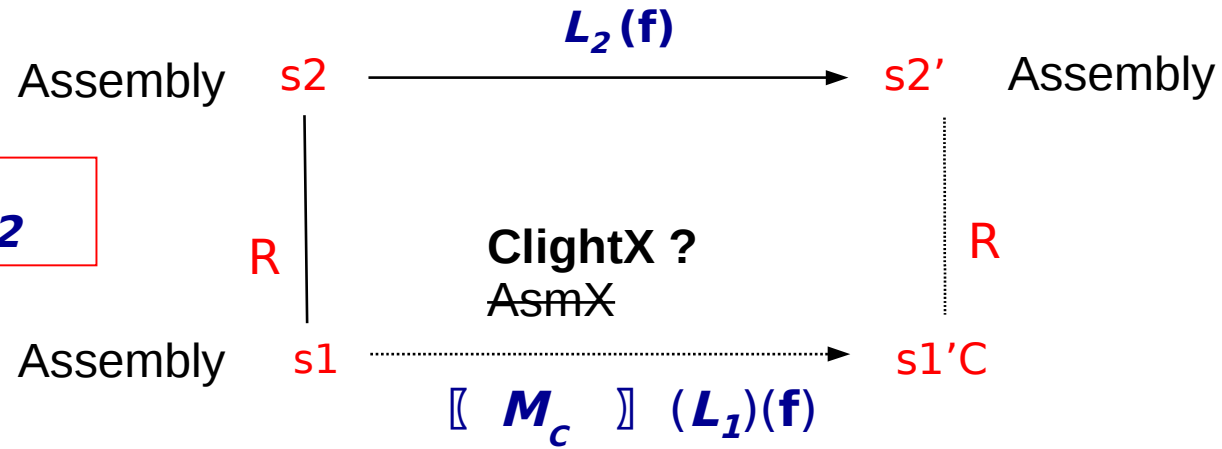 L₂ (f)
Assembly s2 s2’ Assembly
2
R ClightX ? R
AsmX
Assembly s1 s1’C
⟦ M_C ⟧ (L₁)(f)